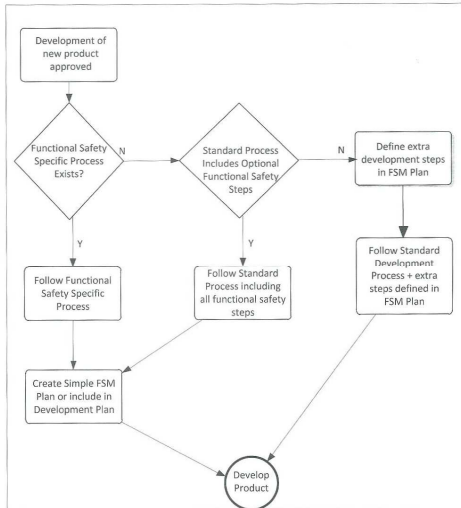 Development of
new product
approved
Functional Safety
Specific Process
Exists?
N
Standard Process
Includes Optional
Functional Safety
Steps
N
Define extra
development steps
in FSM Plan
Y
Y
Follow Functional
Safety Specific
Process
Follow Standard
Process including
all functional safety
steps
Follow Standard
Development
Process + extra
steps defined in
FSM Plan
Create Simple FSM
Plan or include in
Development Plan
Develop
Product